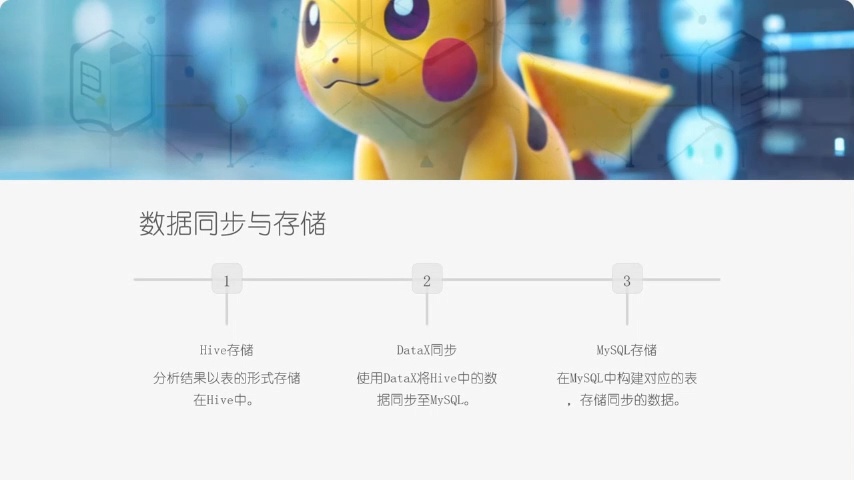 数据同步与存储
1
2
3
Hive存储
分析结果以表的形式存储
在Hive中。
DataX同步
使用DataX将Hive中的数
据同步至MySQL。
MySQL存储
在MySQL中构建对应的表
，存储同步的数据。